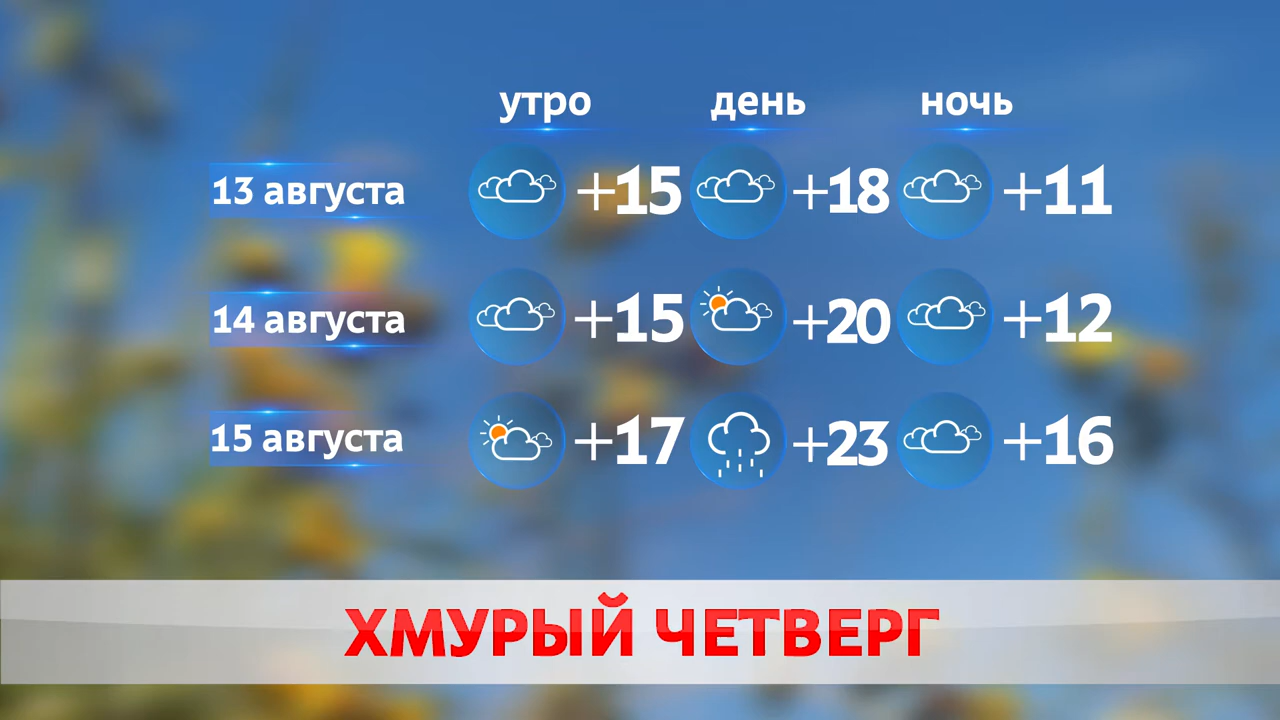 утро день ночь
13 августа +15 +18 +11
14 августа +15 +20 +12
15 августа +17 +23 +16
ХМУРЫЙ ЧЕТВЕРГ